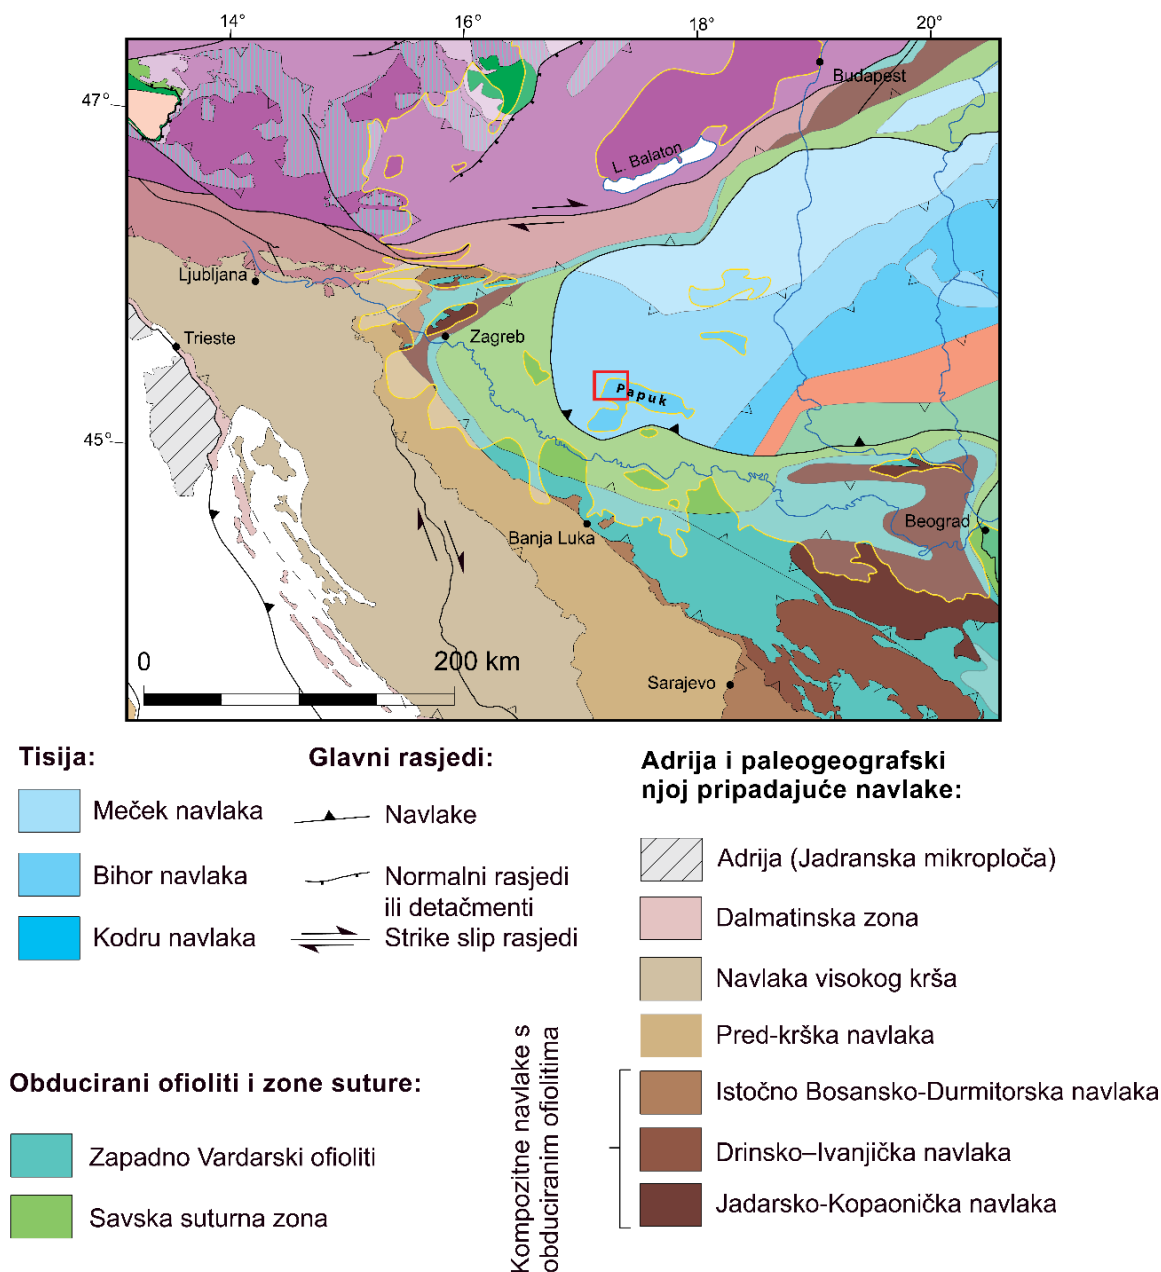 14°
16°
18°
20°
47°
45°
Budapest
L. Balaton
Ljubljana
Zagreb
Trieste
Papuk
Banja Luka
Beograd
Sarajevo
0
200 km
Tisija:
Meček navlaka
Bihor navlaka
Kodru navlaka
Glavni rasjedi:
Navlake
Normalni rasjedi
ili detačmenti
Strike slip rasjedi
Obducirani ofioliti i zone suture:
Zapadno Vardarski ofioliti
Savska suturna zona
Adrija i paleogeografski
njoj pripadajuće navlake:
Adrija (Jadranska mikroploča)
Dalmatinska zona
Navlaka visokog krša
Pred-krška navlaka
Kompozitne navlake s
obduciranim ofiolitima
Istočno Bosansko-Durmitorska navlaka
Drinsko–Ivanjička navlaka
Jadarsko-Kopaonička navlaka